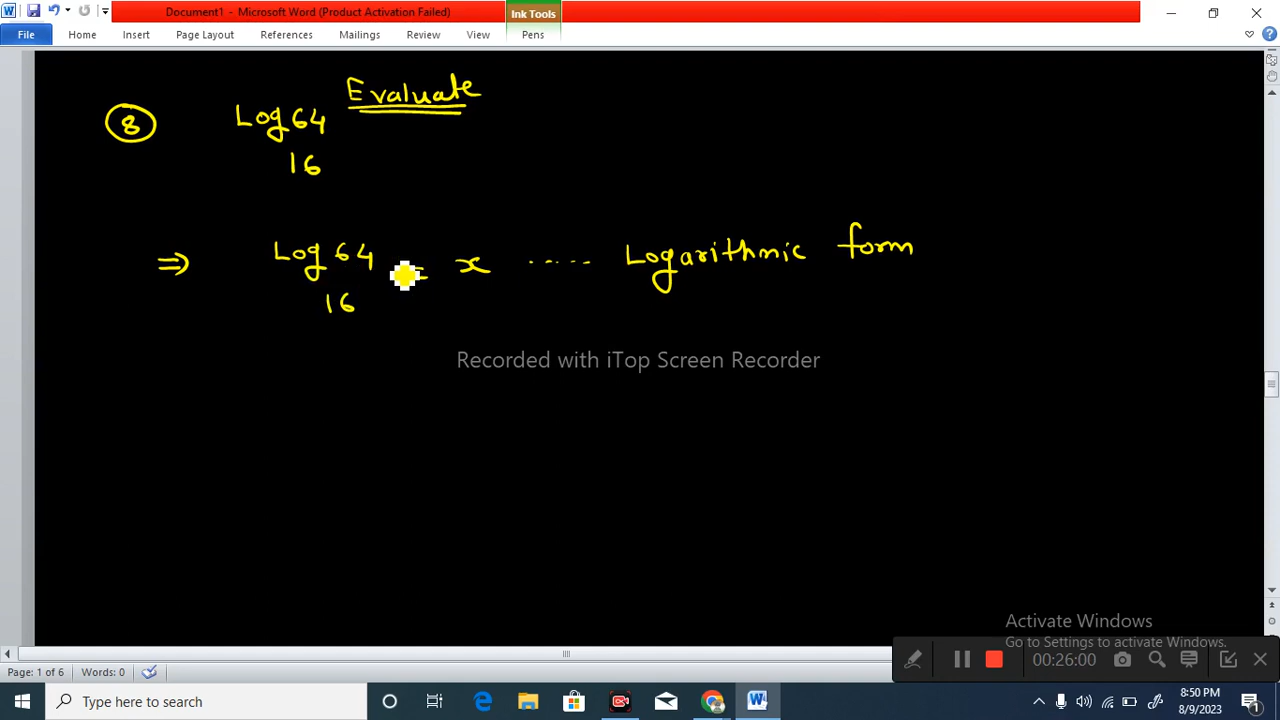 Document1 - Microsoft Word (Product Activation Failed)
Ink Tools
File Home Insert Page Layout References Mailings Review View Pens
Evaluate
8 Log 64
16
⇒ Log 64 = x ..... Logarithmic form
16
Recorded with iTop Screen Recorder
Activate Windows
Go to Settings to activate Windows.
00:26:00
Page: 1 of 6 Words: 0
Type here to search
8:50 PM
8/9/2023